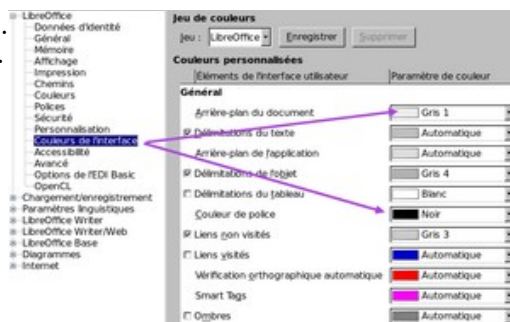 LibreOffice
Données d'identité
Général
Mémoire
Affichage
Impression
Chemins
Couleurs
Polices
Sécurité
Personnalisation
Couleurs de l'interface
Accessibilité
Avancé
Options de l'EDI Basic
OpenCL
Chargement/enregistrement
Paramètres linguistiques
LibreOffice Writer
LibreOffice Writer/Web
LibreOffice Base
Diagrammes
Internet
Jeu de couleurs
Jeu : LibreOffice Enregistrer Supprimer
Couleurs personnalisées
Éléments de l'interface utilisateur Paramètre de couleur
Général
Arrière-plan du document Gris 1
Délimitations du texte Automatique
Arrière-plan de l'application Automatique
Délimitations de l'objet Gris 4
Délimitations du tableau Blanc
Couleur de police Noir
Liens non visités Gris 3
Liens visités Automatique
Vérification orthographique automatique Automatique
Smart Tags Automatique
Ombres Automatique